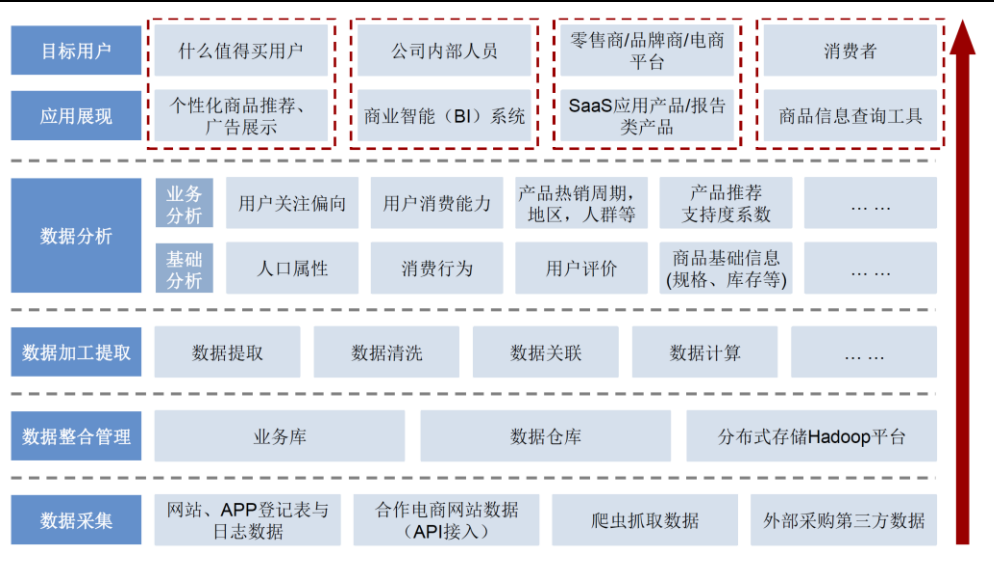 目标用户
什么值得买用户
公司内部人员
零售商/品牌商/电商
平台
消费者
应用展现
个性化商品推荐、
广告展示
商业智能（BI）系统
SaaS应用产品/报告
类产品
商品信息查询工具
数据分析
业务
分析
用户关注偏向
用户消费能力
产品热销周期，
地区，人群等
产品推荐
支持度系数
... ...
基础
分析
人口属性
消费行为
用户评价
商品基础信息
(规格、库存等)
... ...
数据加工提取
数据提取
数据清洗
数据关联
数据计算
... ...
数据整合管理
业务库
数据仓库
分布式存储Hadoop平台
数据采集
网站、APP登记表与
日志数据
合作电商网站数据
（API接入）
爬虫抓取数据
外部采购第三方数据